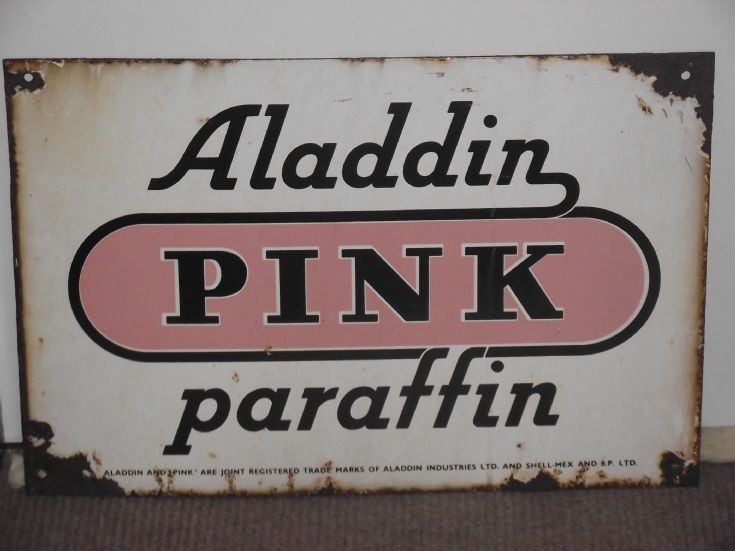 Aladdin
PINK
paraffin
ALADDIN AND "PINK" ARE JOINT REGISTERED TRADE MARKS OF ALADDIN INDUSTRIES LTD. AND SHELL-MEX AND B.P. LTD.